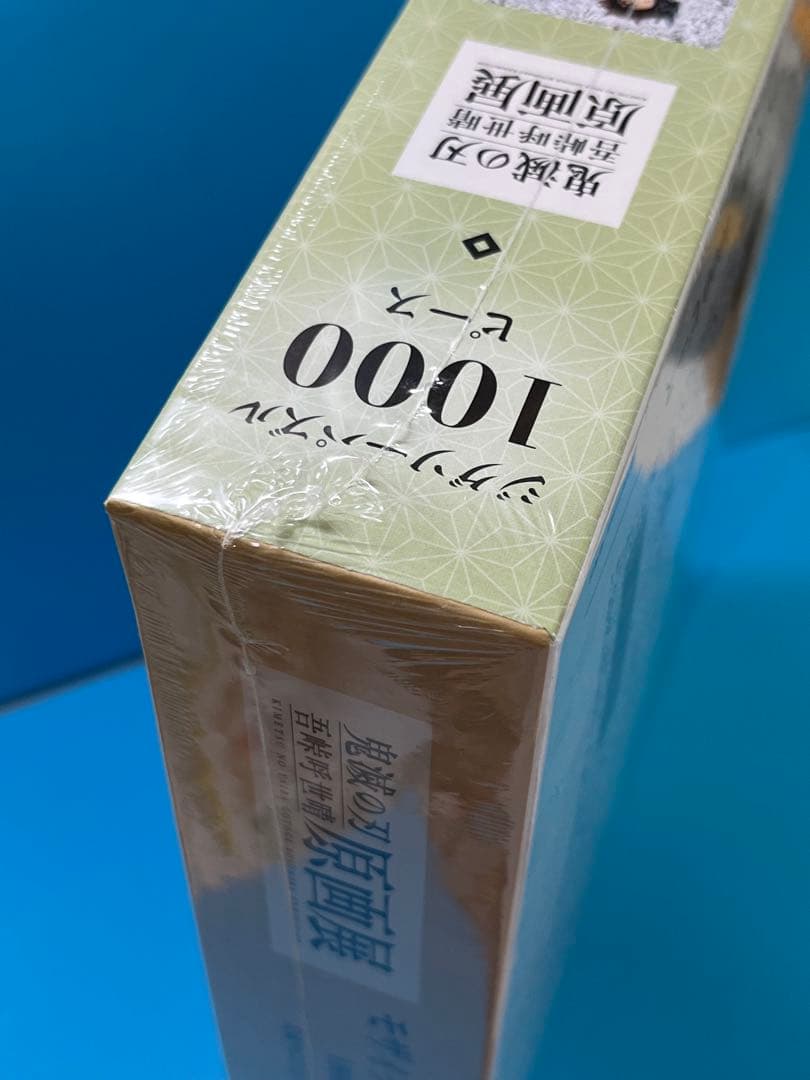 ジグソーパズル
1000
ピース
鬼滅の刃
吾峠呼世晴
原画展
鬼滅の刃
吾峠呼世晴
原画展